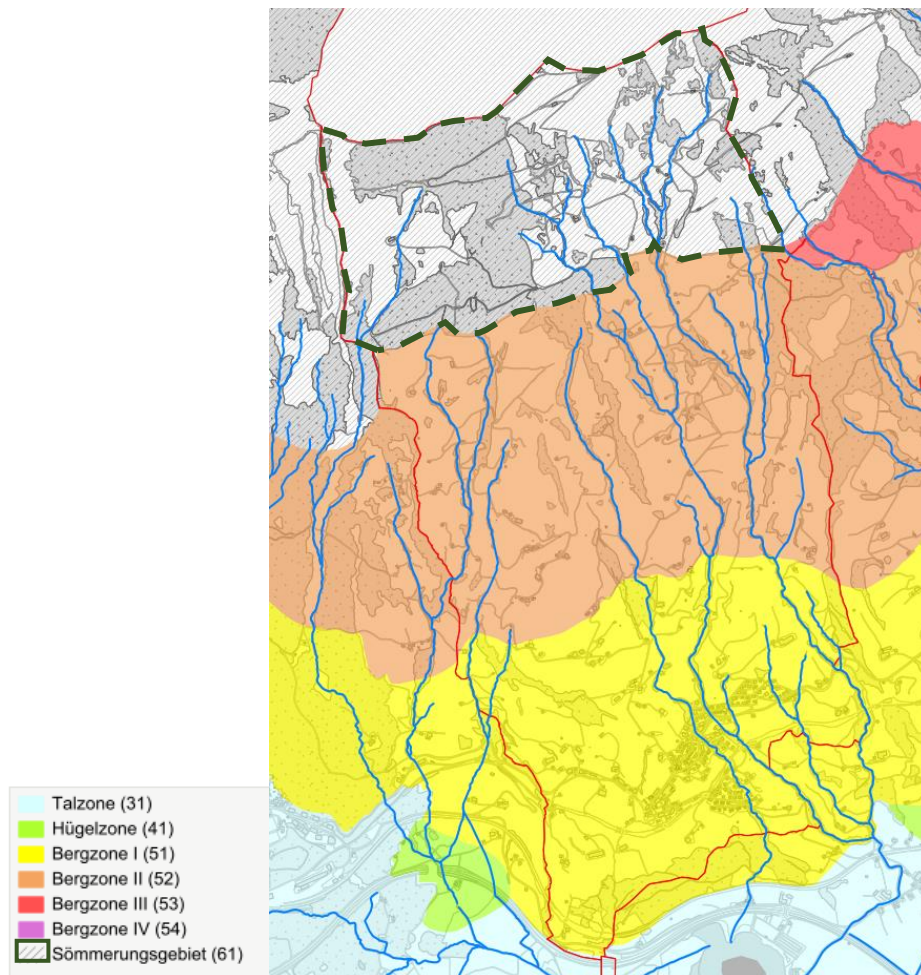 Talzone (31)
Hügelzone (41)
Bergzone I (51)
Bergzone II (52)
Bergzone III (53)
Bergzone IV (54)
Sömmerungsgebiet (61)